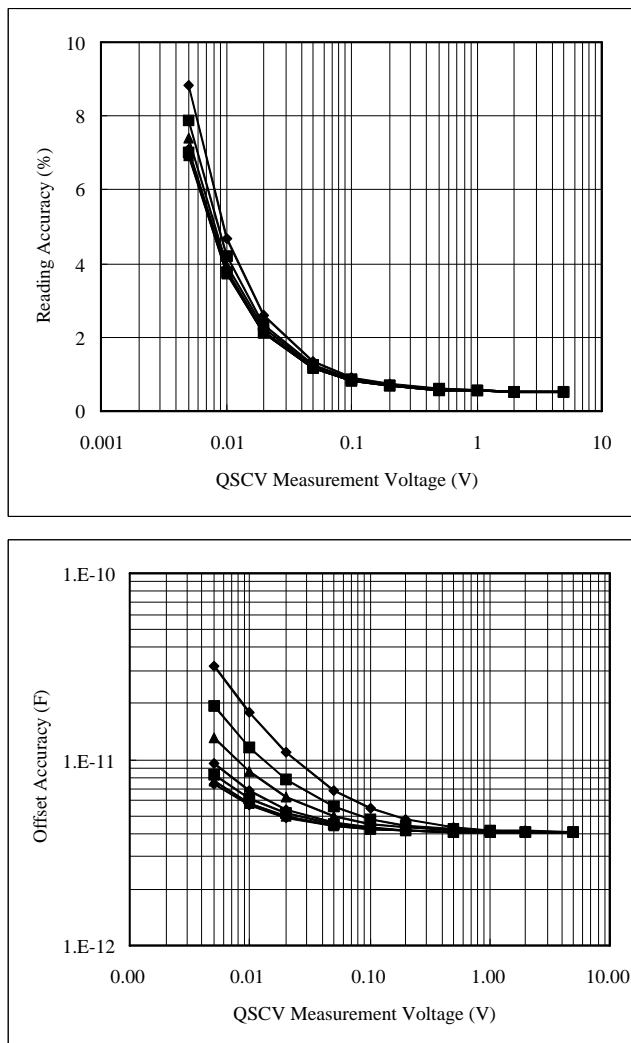 10
8
6
4
2
0
Reading Accuracy (%)
0.001 0.01 0.1 1 10
QSCV Measurement Voltage (V)
1.E-10
1.E-11
1.E-12
Offset Accuracy (F)
0.00 0.01 0.10 1.00 10.00
QSCV Measurement Voltage (V)